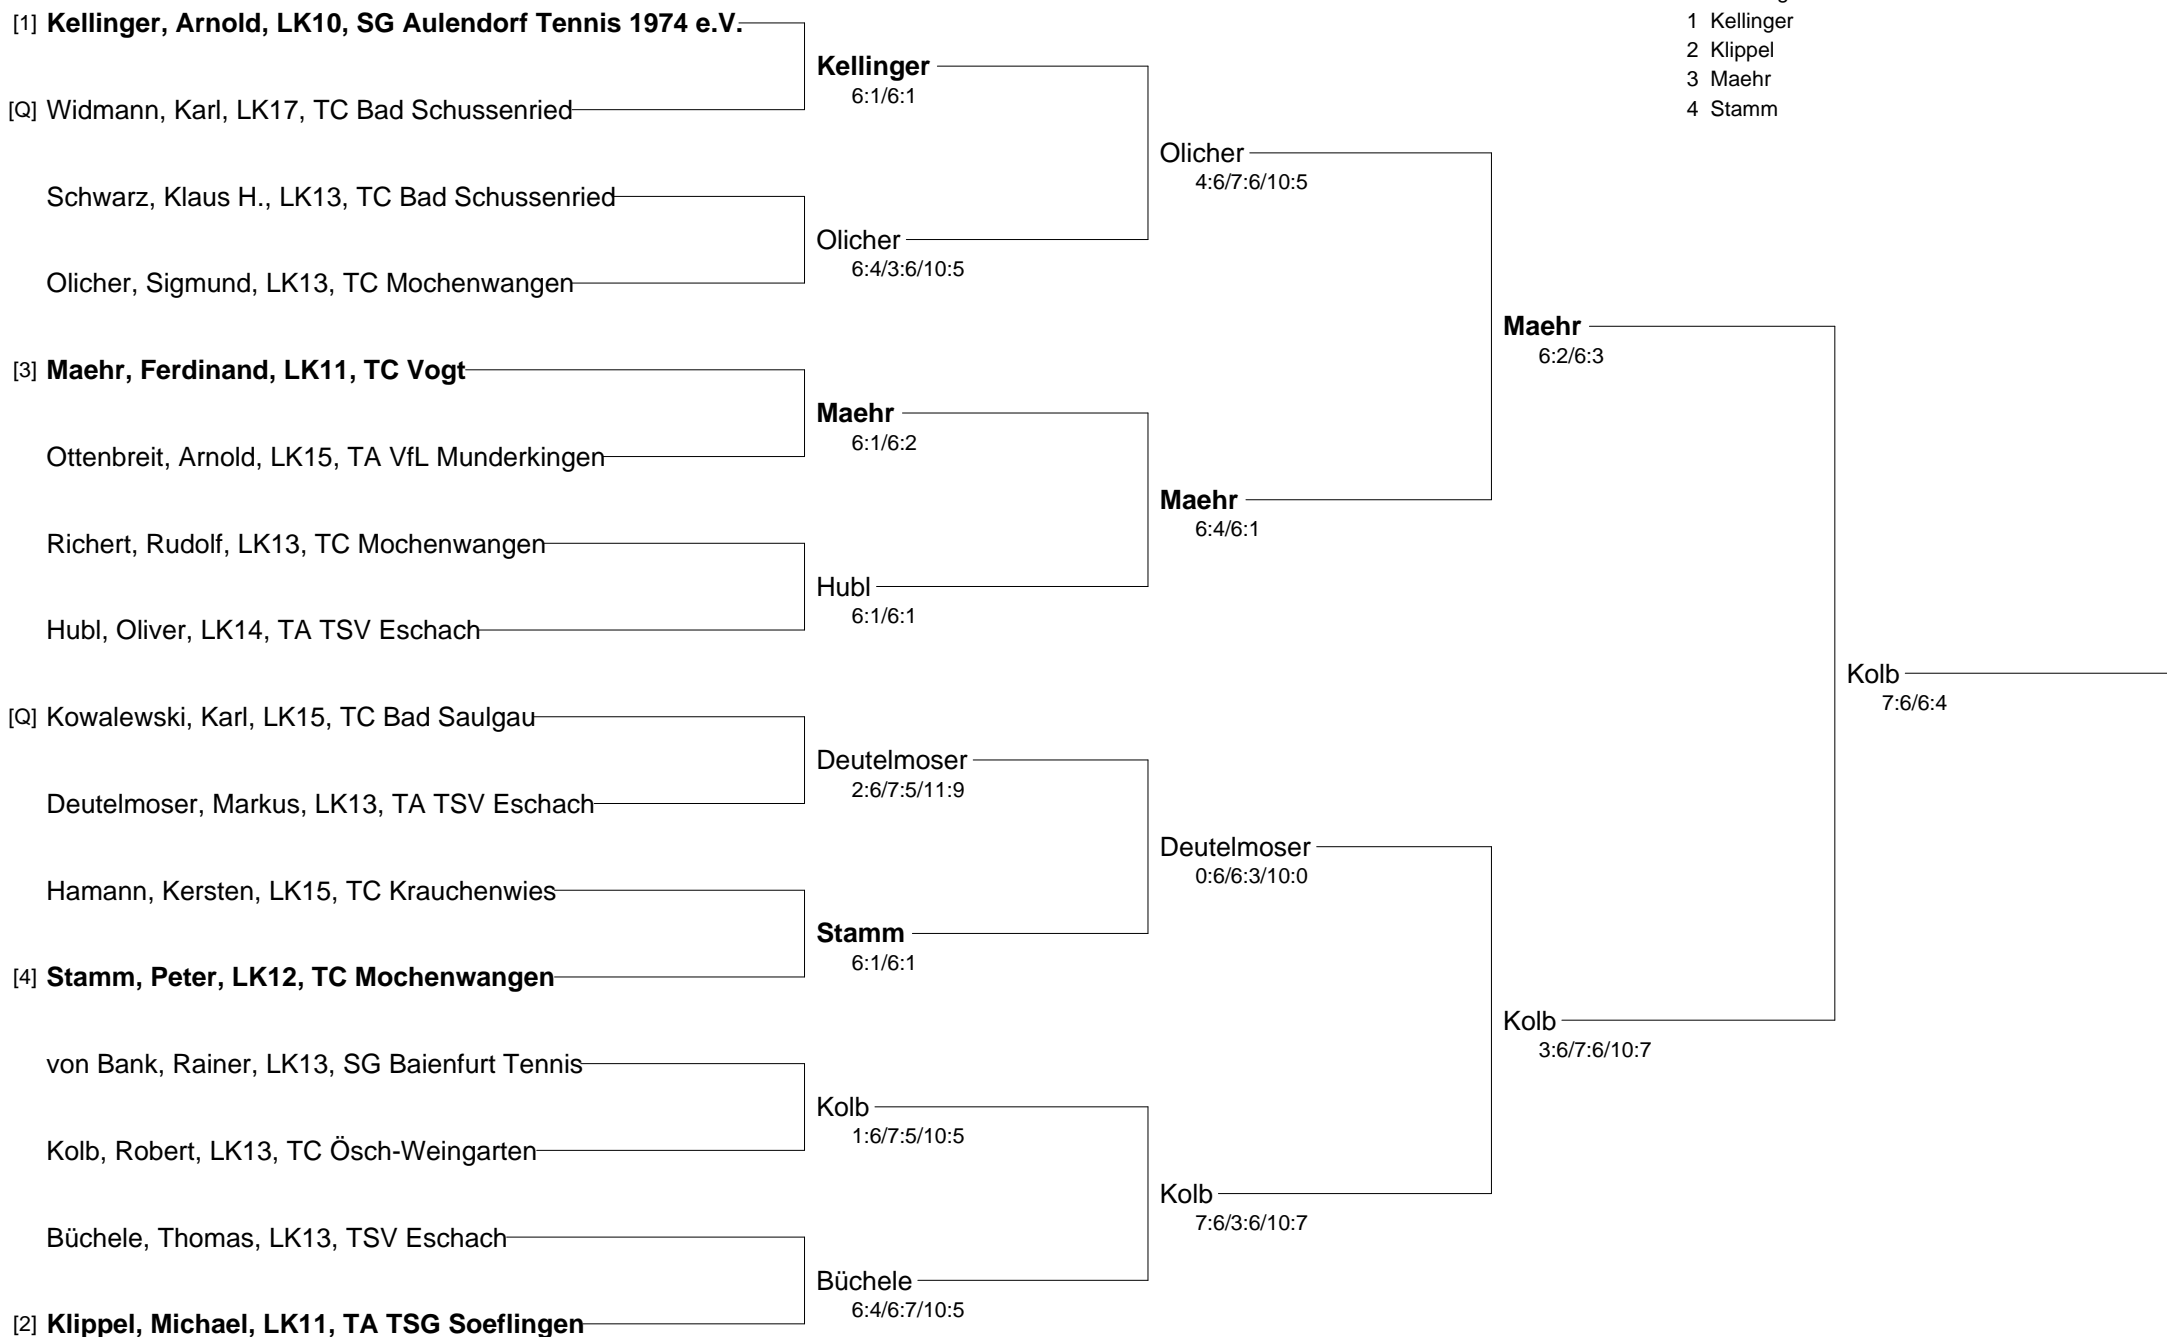 [1] Kellinger, Arnold, LK10, SG Aulendorf Tennis 1974 e.V.
[Q] Widmann, Karl, LK17, TC Bad Schussenried
Schwarz, Klaus H., LK13, TC Bad Schussenried
Olicher, Sigmund, LK13, TC Mochenwangen
[3] Maehr, Ferdinand, LK11, TC Vogt
Ottenbreit, Arnold, LK15, TA VfL Munderkingen
Richert, Rudolf, LK13, TC Mochenwangen
Hubl, Oliver, LK14, TA TSV Eschach
[Q] Kowalewski, Karl, LK15, TC Bad Saulgau
Deutelmoser, Markus, LK13, TA TSV Eschach
Hamann, Kersten, LK15, TC Krauchenwies
[4] Stamm, Peter, LK12, TC Mochenwangen
von Bank, Rainer, LK13, SG Baienfurt Tennis
Kolb, Robert, LK13, TC Ösch-Weingarten
Büchele, Thomas, LK13, TSV Eschach
[2] Klippel, Michael, LK11, TA TSG Soeflingen
Kellinger
6:1/6:1
Olicher
6:4/3:6/10:5
Maehr
6:1/6:2
Hubl
6:1/6:1
Deutelmoser
2:6/7:5/11:9
Stamm
6:1/6:1
Kolb
1:6/7:5/10:5
Büchele
6:4/6:7/10:5
Olicher
4:6/7:6/10:5
Maehr
6:4/6:1
Deutelmoser
0:6/6:3/10:0
Kolb
7:6/3:6/10:7
Maehr
6:2/6:3
Kolb
3:6/7:6/10:7
Kolb
7:6/6:4
1 Kellinger
2 Klippel
3 Maehr
4 Stamm